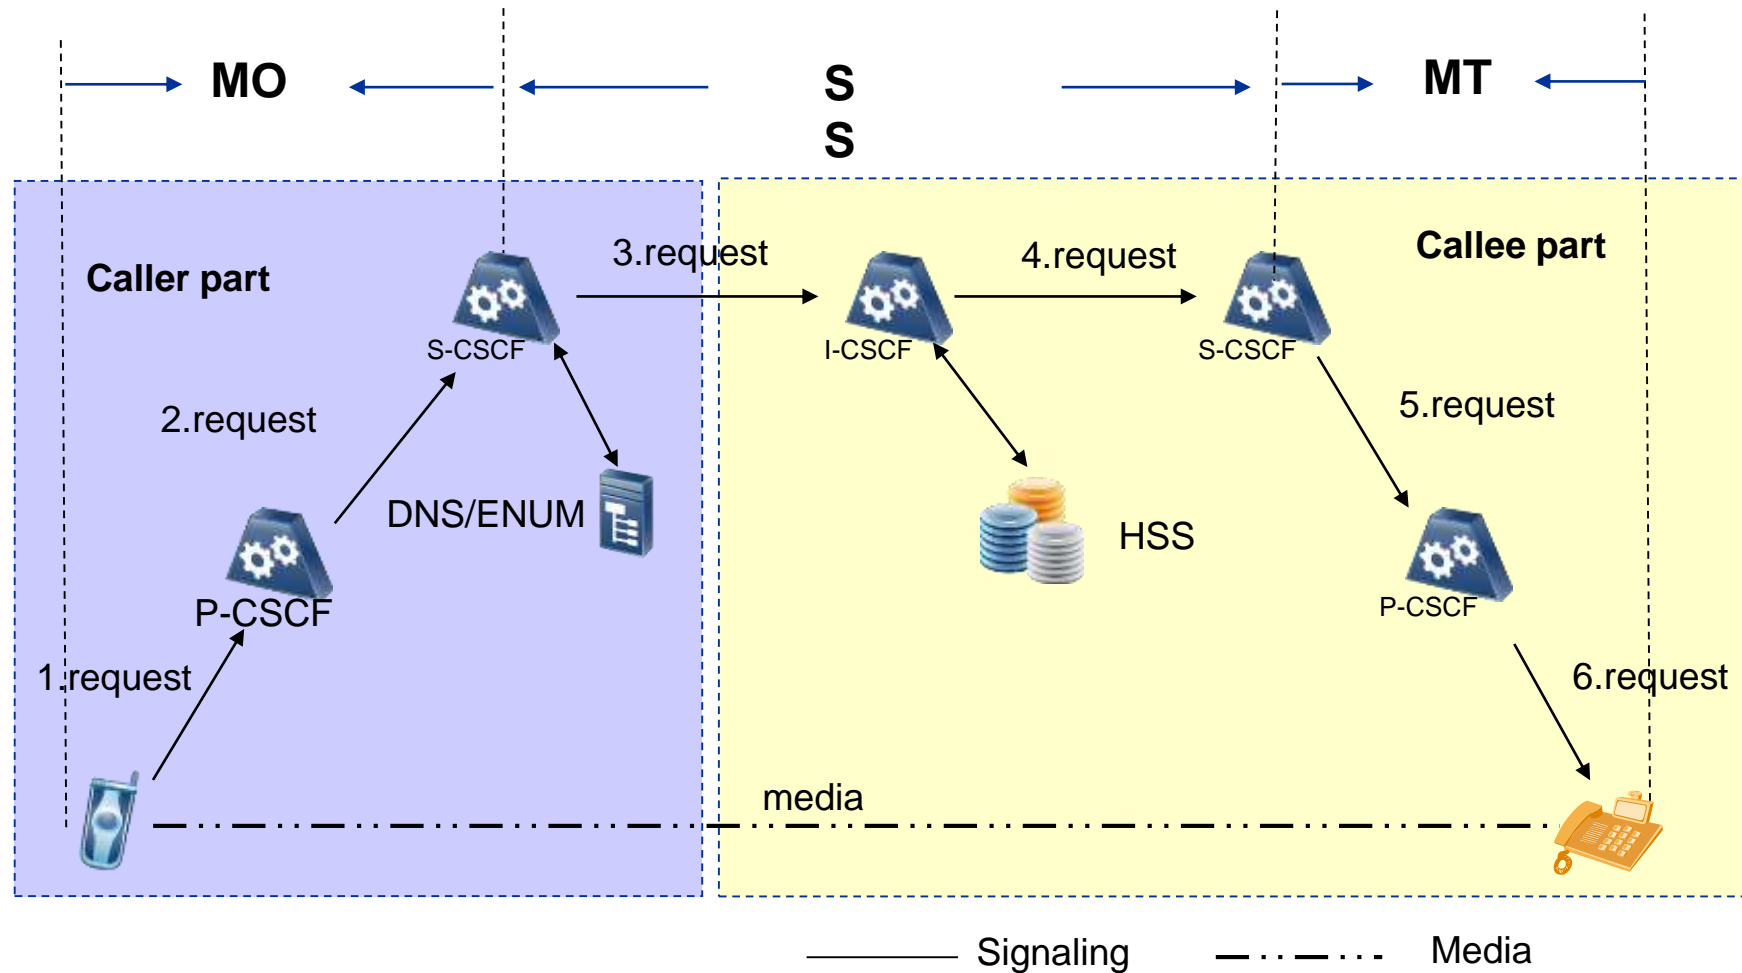 MO
S
S
MT
Caller part
3.request
4.request
Callee part
S-CSCF
I-CSCF
S-CSCF
2.request
5.request
DNS/ENUM
HSS
P-CSCF
P-CSCF
1.request
6.request
media
Signaling
Media